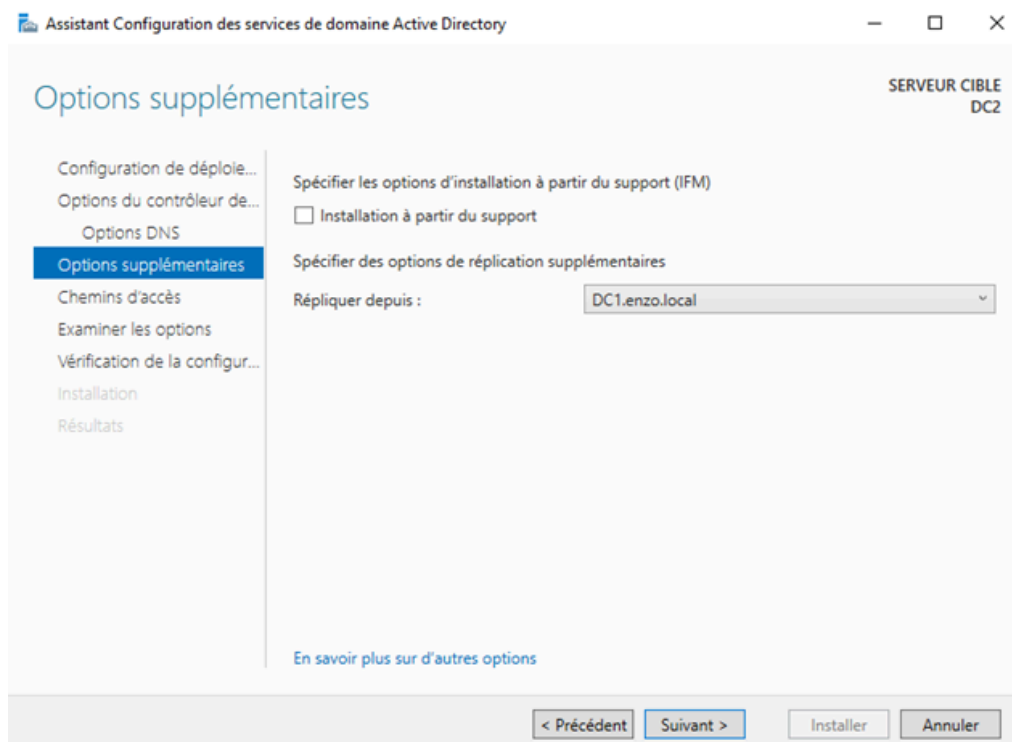 Assistant Configuration des services de domaine Active Directory
Options supplémentaires
SERVEUR CIBLE
DC2
Configuration de déploie...
Options du contrôleur de...
Options DNS
Options supplémentaires
Chemins d'accès
Examiner les options
Vérification de la configur...
Installation
Résultats
Spécifier les options d'installation à partir du support (IFM)
Installation à partir du support
Spécifier des options de réplication supplémentaires
Répliquer depuis : DC1.enzo.local
En savoir plus sur d'autres options
< Précédent Suivant > Installer Annuler